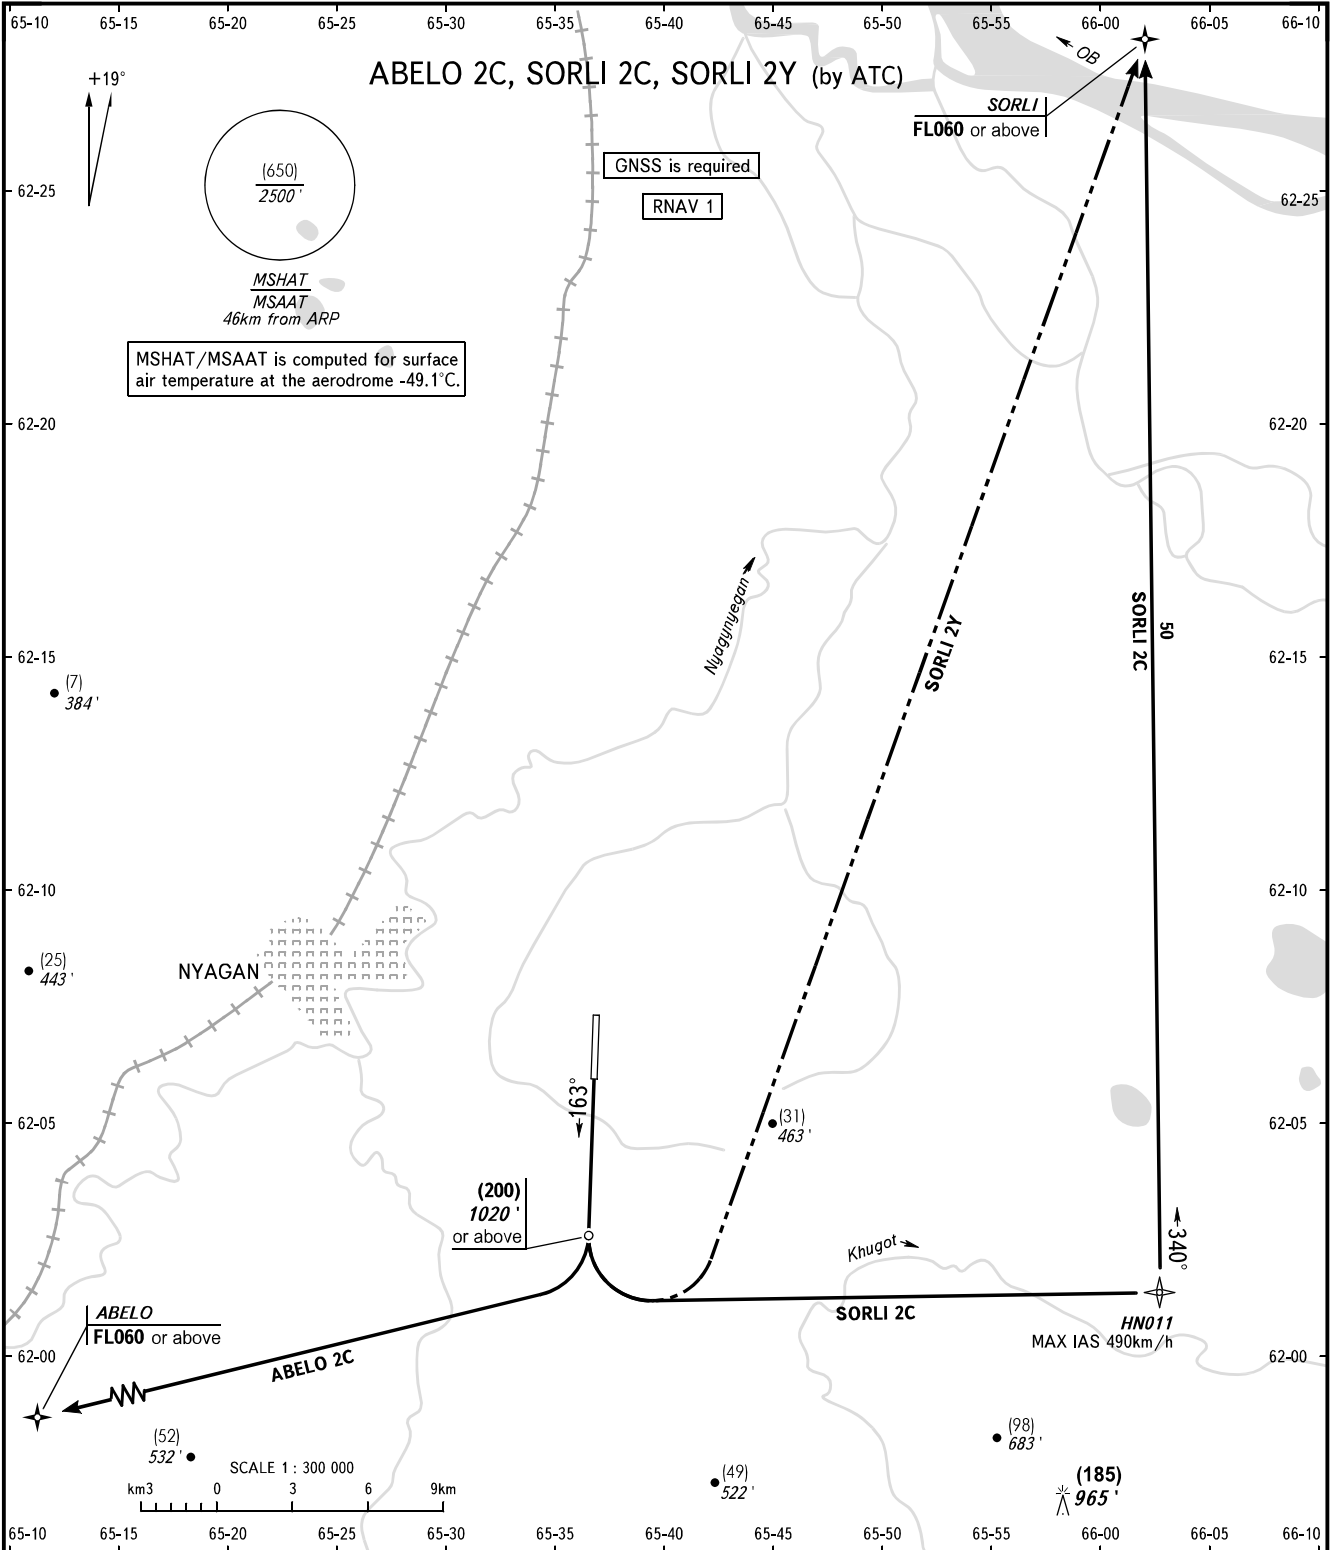 65-10 65-15 65-20 65-25 65-30 65-35 65-40 65-45 65-50 65-55 66-00 66-05 66-10
ABELO 2C, SORLI 2C, SORLI 2Y (by ATC)
+19°
OB
SORLI
FL060 or above
(650)
2500'
GNSS is required
RNAV 1
62-25
62-25
MSHAT
MSAAT
46km from ARP
MSHAT/MSAAT is computed for surface
air temperature at the aerodrome -49.1°C.
62-20
62-20
Nyagynyegan
SORLI 2Y
SORLI 2C
50
62-15
62-15
(7)
384'
62-10
62-10
(25)
443'
NYAGAN
163°
62-05
62-05
(31)
463'
(200)
1020'
or above
Khugot
340°
SORLI 2C
HN011
MAX IAS 490km/h
ABELO
FL060 or above
ABELO 2C
62-00
62-00
(52)
532'
(98)
683'
(49)
522'
(185)
965'
SCALE 1 : 300 000
km3 0 3 6 9km
65-10 65-15 65-20 65-25 65-30 65-35 65-40 65-45 65-50 65-55 66-00 66-05 66-10